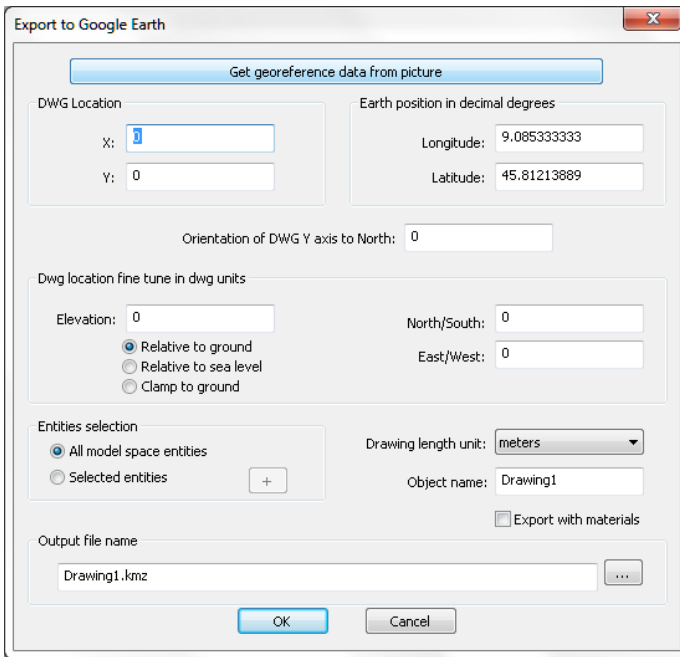 Export to Google Earth
Get georeference data from picture
DWG Location
X: 0
Y: 0
Earth position in decimal degrees
Longitude: 9.085333333
Latitude: 45.81213889
Orientation of DWG Y axis to North: 0
Dwg location fine tune in dwg units
Elevation: 0
Relative to ground
Relative to sea level
Clamp to ground
North/South: 0
East/West: 0
Entities selection
All model space entities
Selected entities
+
Drawing length unit: meters
Object name: Drawing1
Export with materials
Output file name
Drawing1.kmz
...
OK
Cancel